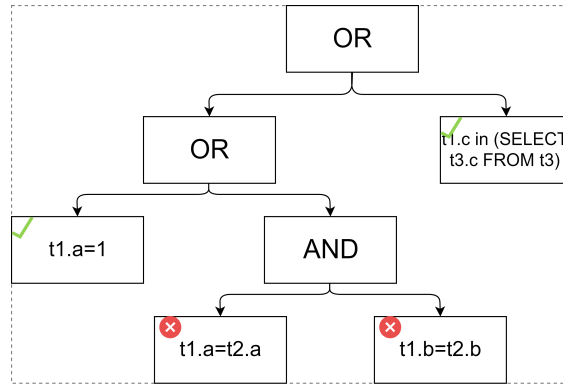 OR
OR
t1.c in (SELECT
t3.c FROM t3)
t1.a=1
AND
t1.a=t2.a
t1.b=t2.b